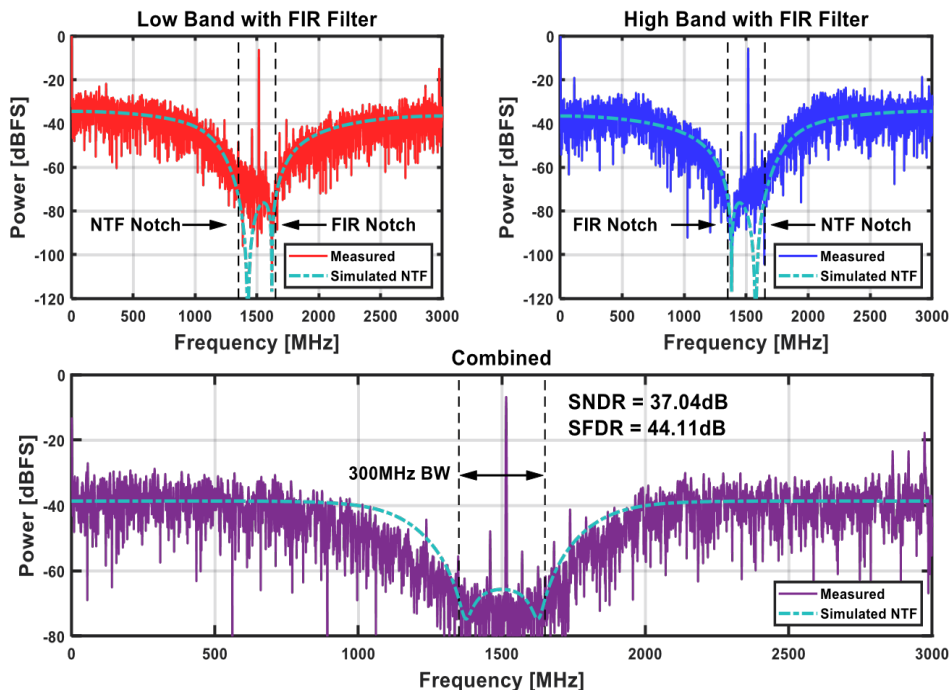 Low Band with FIR Filter
0
-20
-40
-60
-80
-100
-120
Power [dBFS]
NTF Notch
FIR Notch
Measured
Simulated NTF
0
500
1000
1500
2000
2500
3000
Frequency [MHz]
High Band with FIR Filter
0
-20
-40
-60
-80
-100
-120
Power [dBFS]
FIR Notch
NTF Notch
Measured
Simulated NTF
0
500
1000
1500
2000
2500
3000
Frequency [MHz]
Combined
0
-20
-40
-60
-80
Power [dBFS]
SNDR = 37.04dB
SFDR = 44.11dB
300MHz BW
Measured
Simulated NTF
0
500
1000
1500
2000
2500
3000
Frequency [MHz]